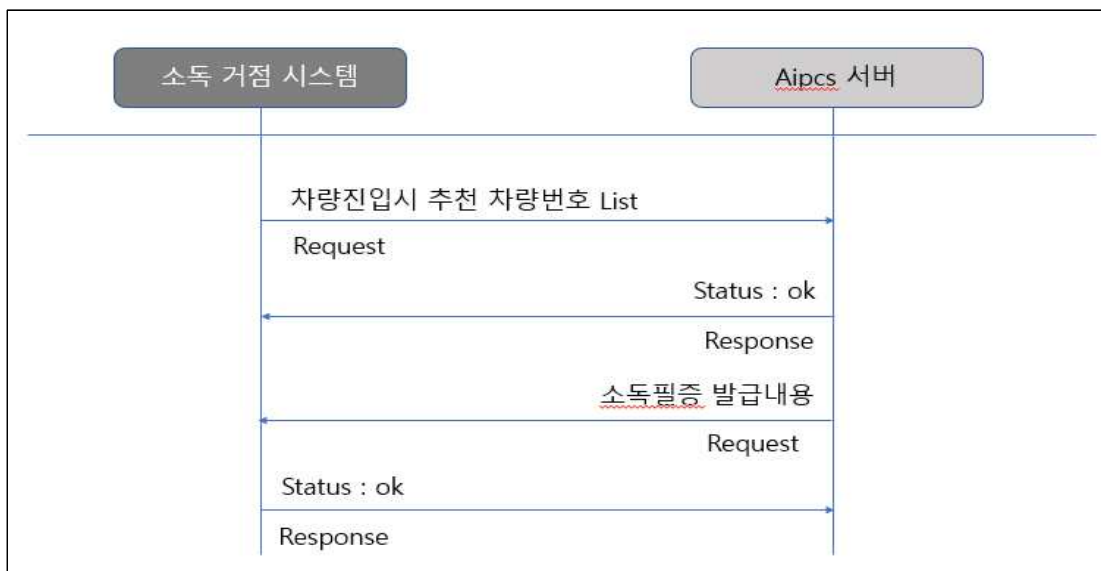 소독 거점 시스템
Aipcs 서버
차량진입시 추천 차량번호 List
Request
Status : ok
Response
소독필증 발급내용
Request
Status : ok
Response